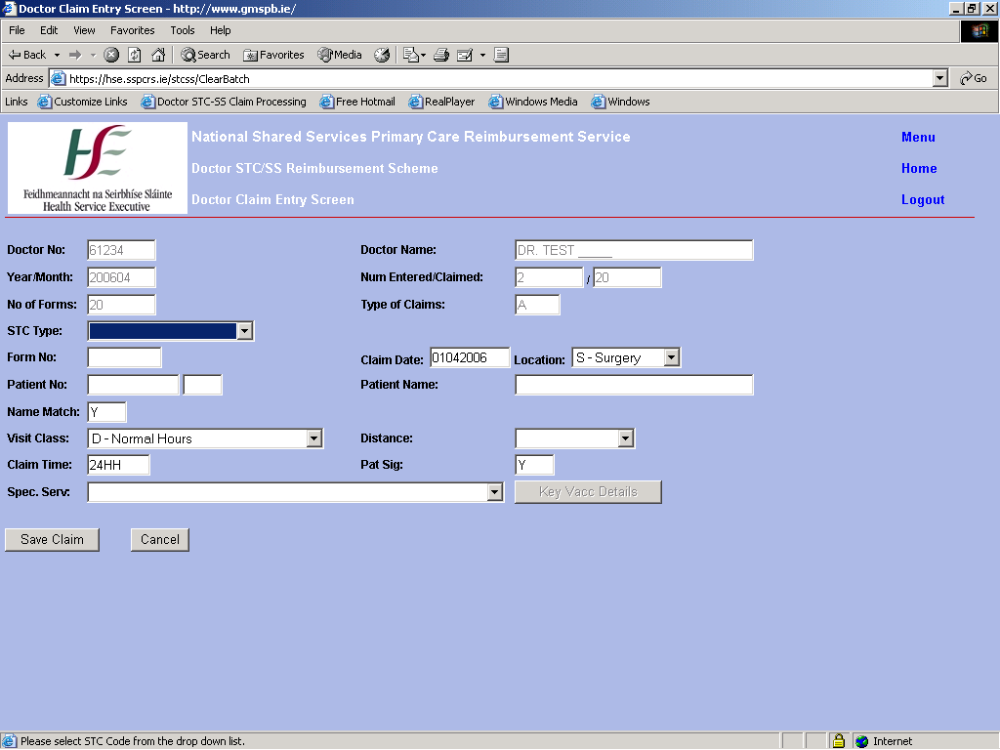 Doctor Claim Entry Screen - http://www.gmspb.ie/
File Edit View Favorites Tools Help
Back Search Favorites Media
Address https://hse.sspcrs.ie/stcss/ClearBatch Go
Links Customize Links Doctor STC-SS Claim Processing Free Hotmail RealPlayer Windows Media Windows
HSE
Feidhmeannacht na Seirbhíse Sláinte
Health Service Executive
National Shared Services Primary Care Reimbursement Service
Menu
Doctor STC/SS Reimbursement Scheme
Home
Doctor Claim Entry Screen
Logout
Doctor No: 61234 Doctor Name: DR. TEST _____
Year/Month: 200604 Num Entered/Claimed: 2 / 20
No of Forms: 20 Type of Claims: A
STC Type:
Form No: Claim Date: 01042006 Location: S - Surgery
Patient No: Patient Name:
Name Match: Y
Visit Class: D - Normal Hours Distance:
Claim Time: 24HH Pat Sig: Y
Spec. Serv: Key Vacc Details
Save Claim Cancel
Please select STC Code from the drop down list. Internet